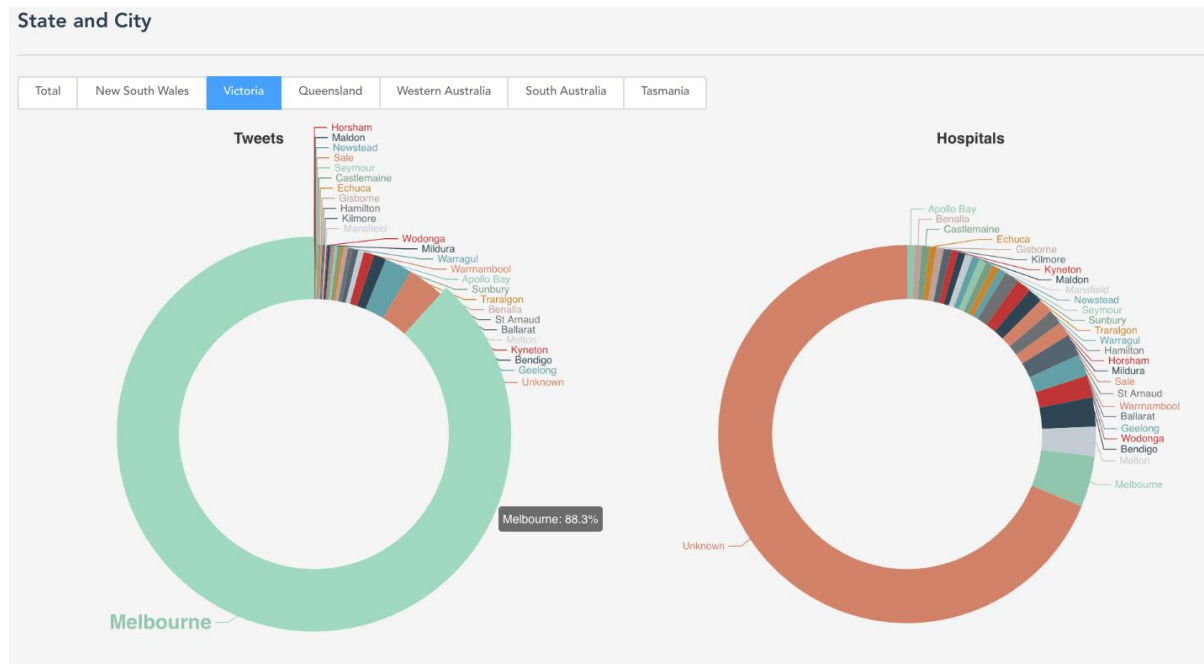 State and City
Total
New South Wales
Victoria
Queensland
Western Australia
South Australia
Tasmania
Tweets
Horsham
Maldon
Newstead
Sale
Seymour
Castlemaine
Echuca
Gisborne
Hamilton
Kilmore
Mansfield
Wodonga
Mildura
Warragul
Warrnambool
Apollo Bay
Sunbury
Traralgon
Benalla
St Arnaud
Ballarat
Melton
Kyneton
Bendigo
Geelong
Unknown
Melbourne: 88.3%
Melbourne
Hospitals
Apollo Bay
Benalla
Castlemaine
Echuca
Gisborne
Kilmore
Kyneton
Maldon
Mansfield
Newstead
Seymour
Sunbury
Traralgon
Warragul
Hamilton
Horsham
Mildura
Sale
St Arnaud
Warrnambool
Ballarat
Geelong
Wodonga
Bendigo
Melton
Melbourne
Unknown